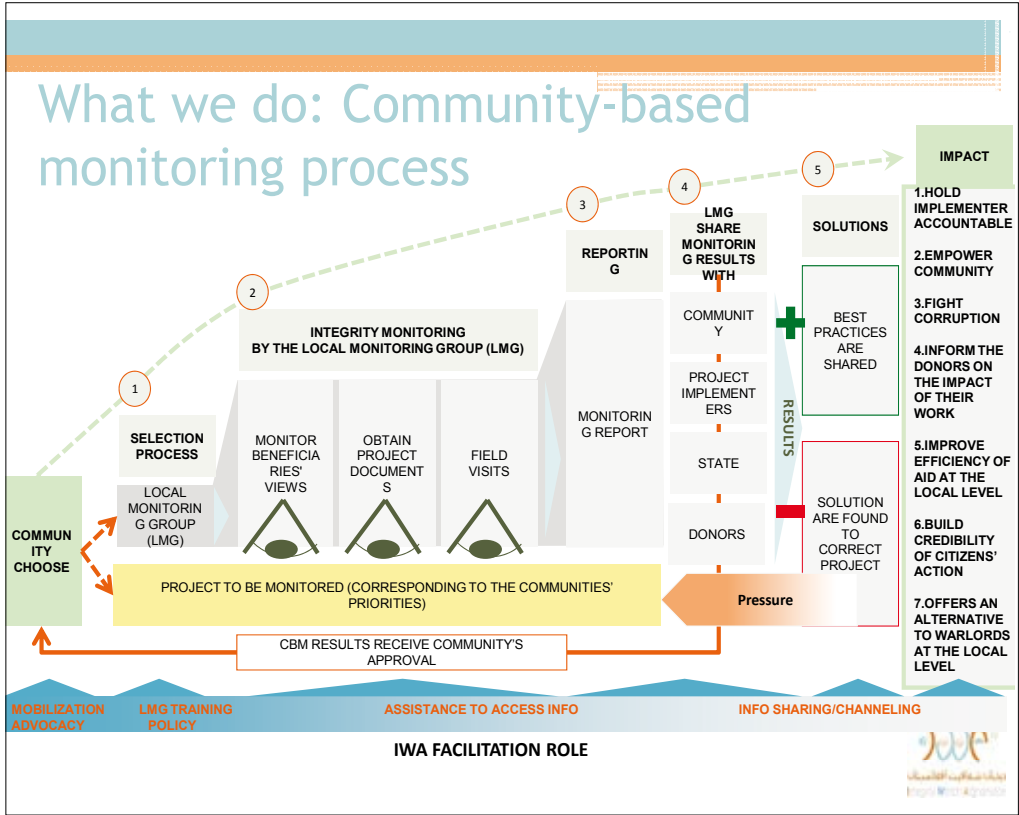 What we do: Community-based
monitoring process
1
2
3
4
5
IMPACT
1.HOLD
IMPLEMENTER
ACCOUNTABLE
2.EMPOWER
COMMUNITY
3.FIGHT
CORRUPTION
4.INFORM THE
DONORS ON
THE IMPACT
OF THEIR
WORK
5.IMPROVE
EFFICIENCY OF
AID AT THE
LOCAL LEVEL
6.BUILD
CREDIBILITY
OF CITIZENS'
ACTION
7.OFFERS AN
ALTERNATIVE
TO WARLORDS
AT THE LOCAL
LEVEL
COMMUN
ITY
CHOOSE
SELECTION
PROCESS
LOCAL
MONITORIN
G GROUP
(LMG)
INTEGRITY MONITORING
BY THE LOCAL MONITORING GROUP (LMG)
MONITOR
BENEFICIA
RIES'
VIEWS
OBTAIN
PROJECT
DOCUMENT
S
FIELD
VISITS
REPORTIN
G
MONITORIN
G REPORT
LMG
SHARE
MONITORIN
G RESULTS
WITH
COMMUNIT
Y
PROJECT
IMPLEMENT
ERS
STATE
DONORS
RESULTS
SOLUTIONS
BEST
PRACTICES
ARE
SHARED
SOLUTION
ARE FOUND
TO
CORRECT
PROJECT
PROJECT TO BE MONITORED (CORRESPONDING TO THE COMMUNITIES'
PRIORITIES)
Pressure
CBM RESULTS RECEIVE COMMUNITY'S
APPROVAL
MOBILIZATION
ADVOCACY
LMG TRAINING
POLICY
ASSISTANCE TO ACCESS INFO
INFO SHARING/CHANNELING
IWA FACILITATION ROLE
Integrity Watch Afghanistan